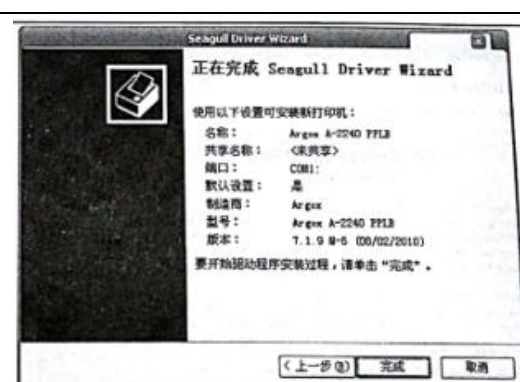 Seagull Driver Wizard
正在完成 Seagull Driver Wizard
使用以下设置可安装新打印机：
名称： Argox A-2240 PPLB
共享名称： <未共享>
端口： COM1:
默认设置： 是
制造商： Argox
型号： Argox A-2240 PPLB
版本： 7.1.9 M-6 (06/02/2010)
要开始驱动程序安装过程，请单击“完成”。
<上一步(B) 完成 取消